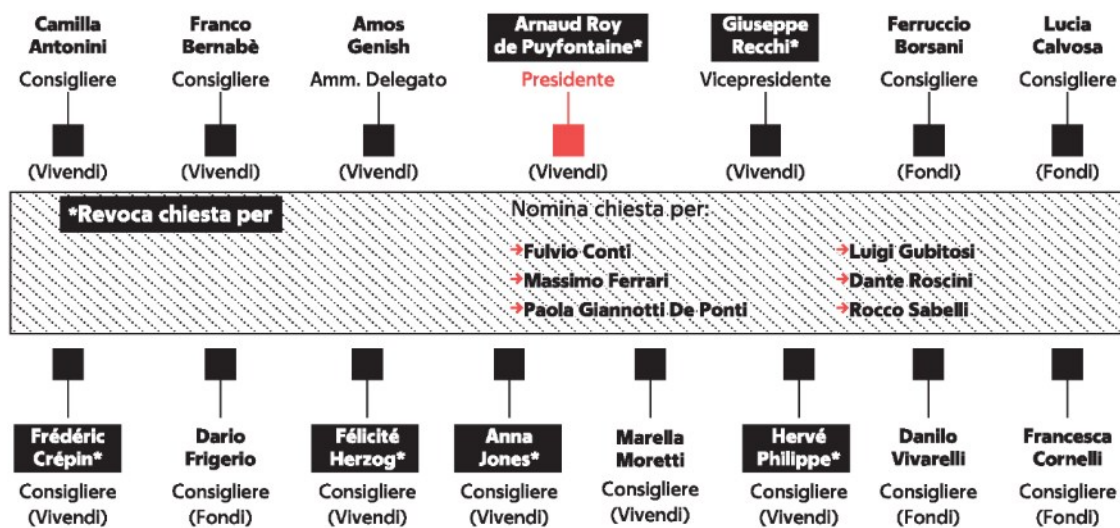 Camilla
Antonini
Consigliere
(Vivendi)
Franco
Bernabè
Consigliere
(Vivendi)
Amos
Genish
Amm. Delegato
(Vivendi)
Arnaud Roy
de Puyfontaine*
Presidente
(Vivendi)
Giuseppe
Recchi*
Vicepresidente
(Vivendi)
Ferruccio
Borsani
Consigliere
(Fondi)
Lucia
Calvosa
Consigliere
(Fondi)
*Revoca chiesta per
Nomina chiesta per:
→Fulvio Conti
→Massimo Ferrari
→Paola Giannotti De Ponti
→Luigi Gubitosi
→Dante Roscini
→Rocco Sabelli
Frédéric
Crépin*
Consigliere
(Vivendi)
Dario
Frigerio
Consigliere
(Fondi)
Félicité
Herzog*
Consigliere
(Vivendi)
Anna
Jones*
Consigliere
(Vivendi)
Marella
Moretti
Consigliere
(Vivendi)
Hervé
Philippe*
Consigliere
(Vivendi)
Danilo
Vivarelli
Consigliere
(Fondi)
Francesca
Cornelli
Consigliere
(Fondi)